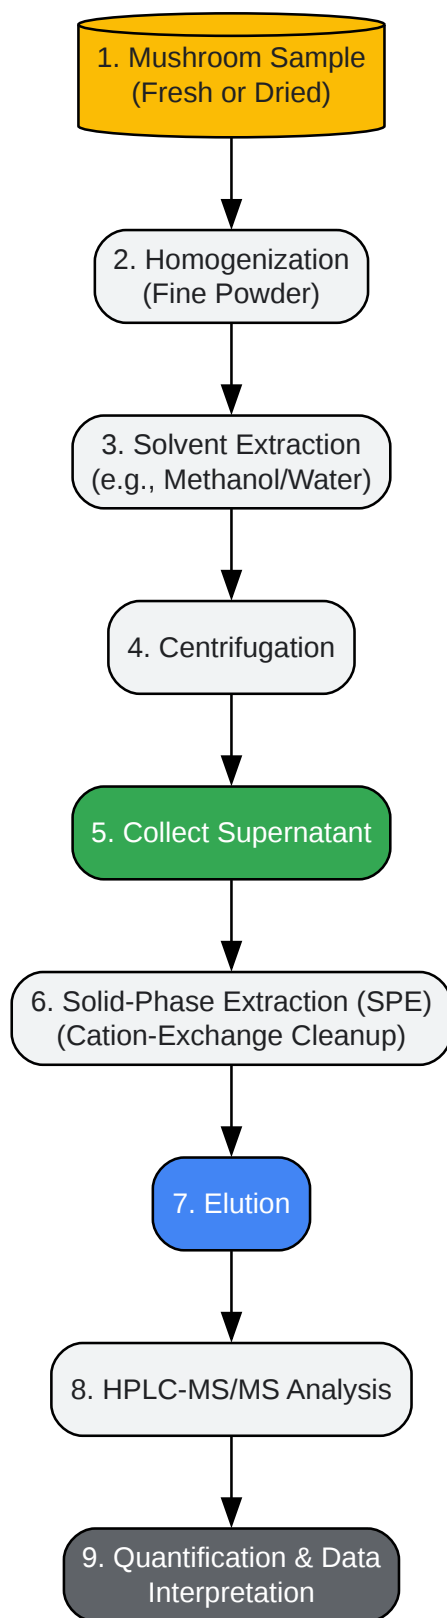 1. Mushroom Sample
(Fresh or Dried)
2. Homogenization
(Fine Powder)
3. Solvent Extraction
(e.g., Methanol/Water)
4. Centrifugation
5. Collect Supernatant
6. Solid-Phase Extraction (SPE)
(Cation-Exchange Cleanup)
7. Elution
8. HPLC-MS/MS Analysis
9. Quantification & Data
Interpretation